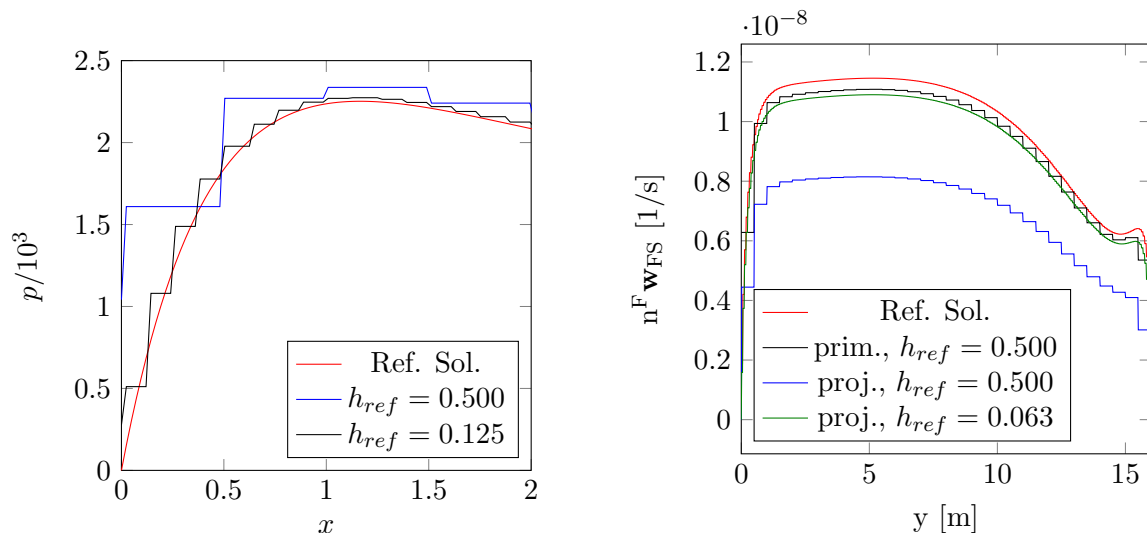 2.5
2
1.5
1
0.5
0
0 0.5 1 1.5 2
p/10³
x
Ref. Sol.
h_ref = 0.500
h_ref = 0.125
·10⁻⁸
1.2
1
0.8
0.6
0.4
0.2
0
0 5 10 15
n^F w_FS [1/s]
y [m]
Ref. Sol.
prim., h_ref = 0.500
proj., h_ref = 0.500
proj., h_ref = 0.063